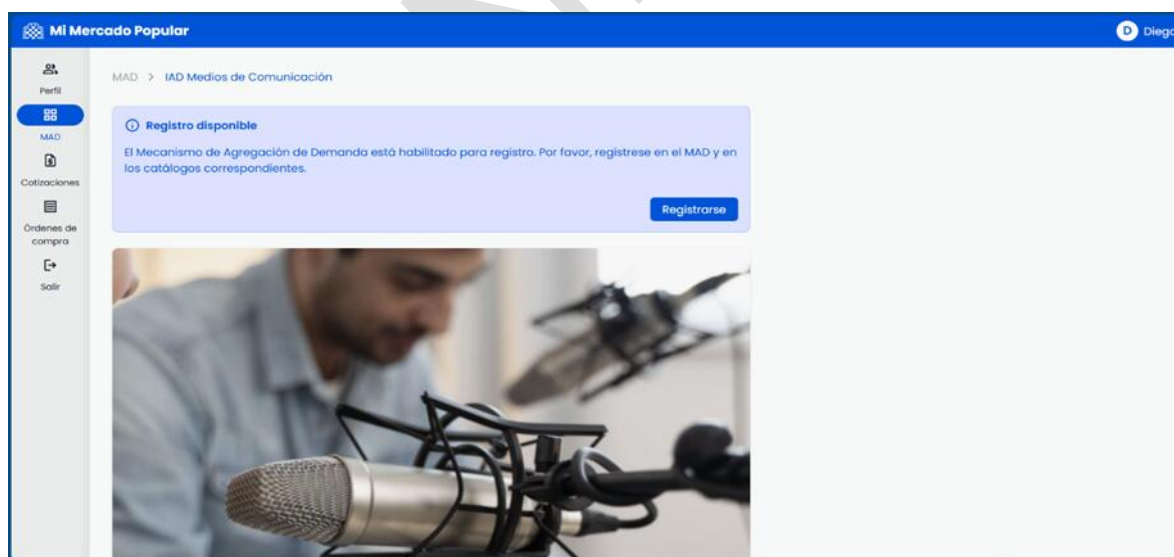 Mi Mercado Popular
D Diego
Perfil
MAD
Cotizaciones
Órdenes de
compra
Salir
MAD > IAD Medios de Comunicación
Registro disponible
El Mecanismo de Agregación de Demanda está habilitado para registro. Por favor, regístrese en el MAD y en
los catálogos correspondientes.
Registrarse